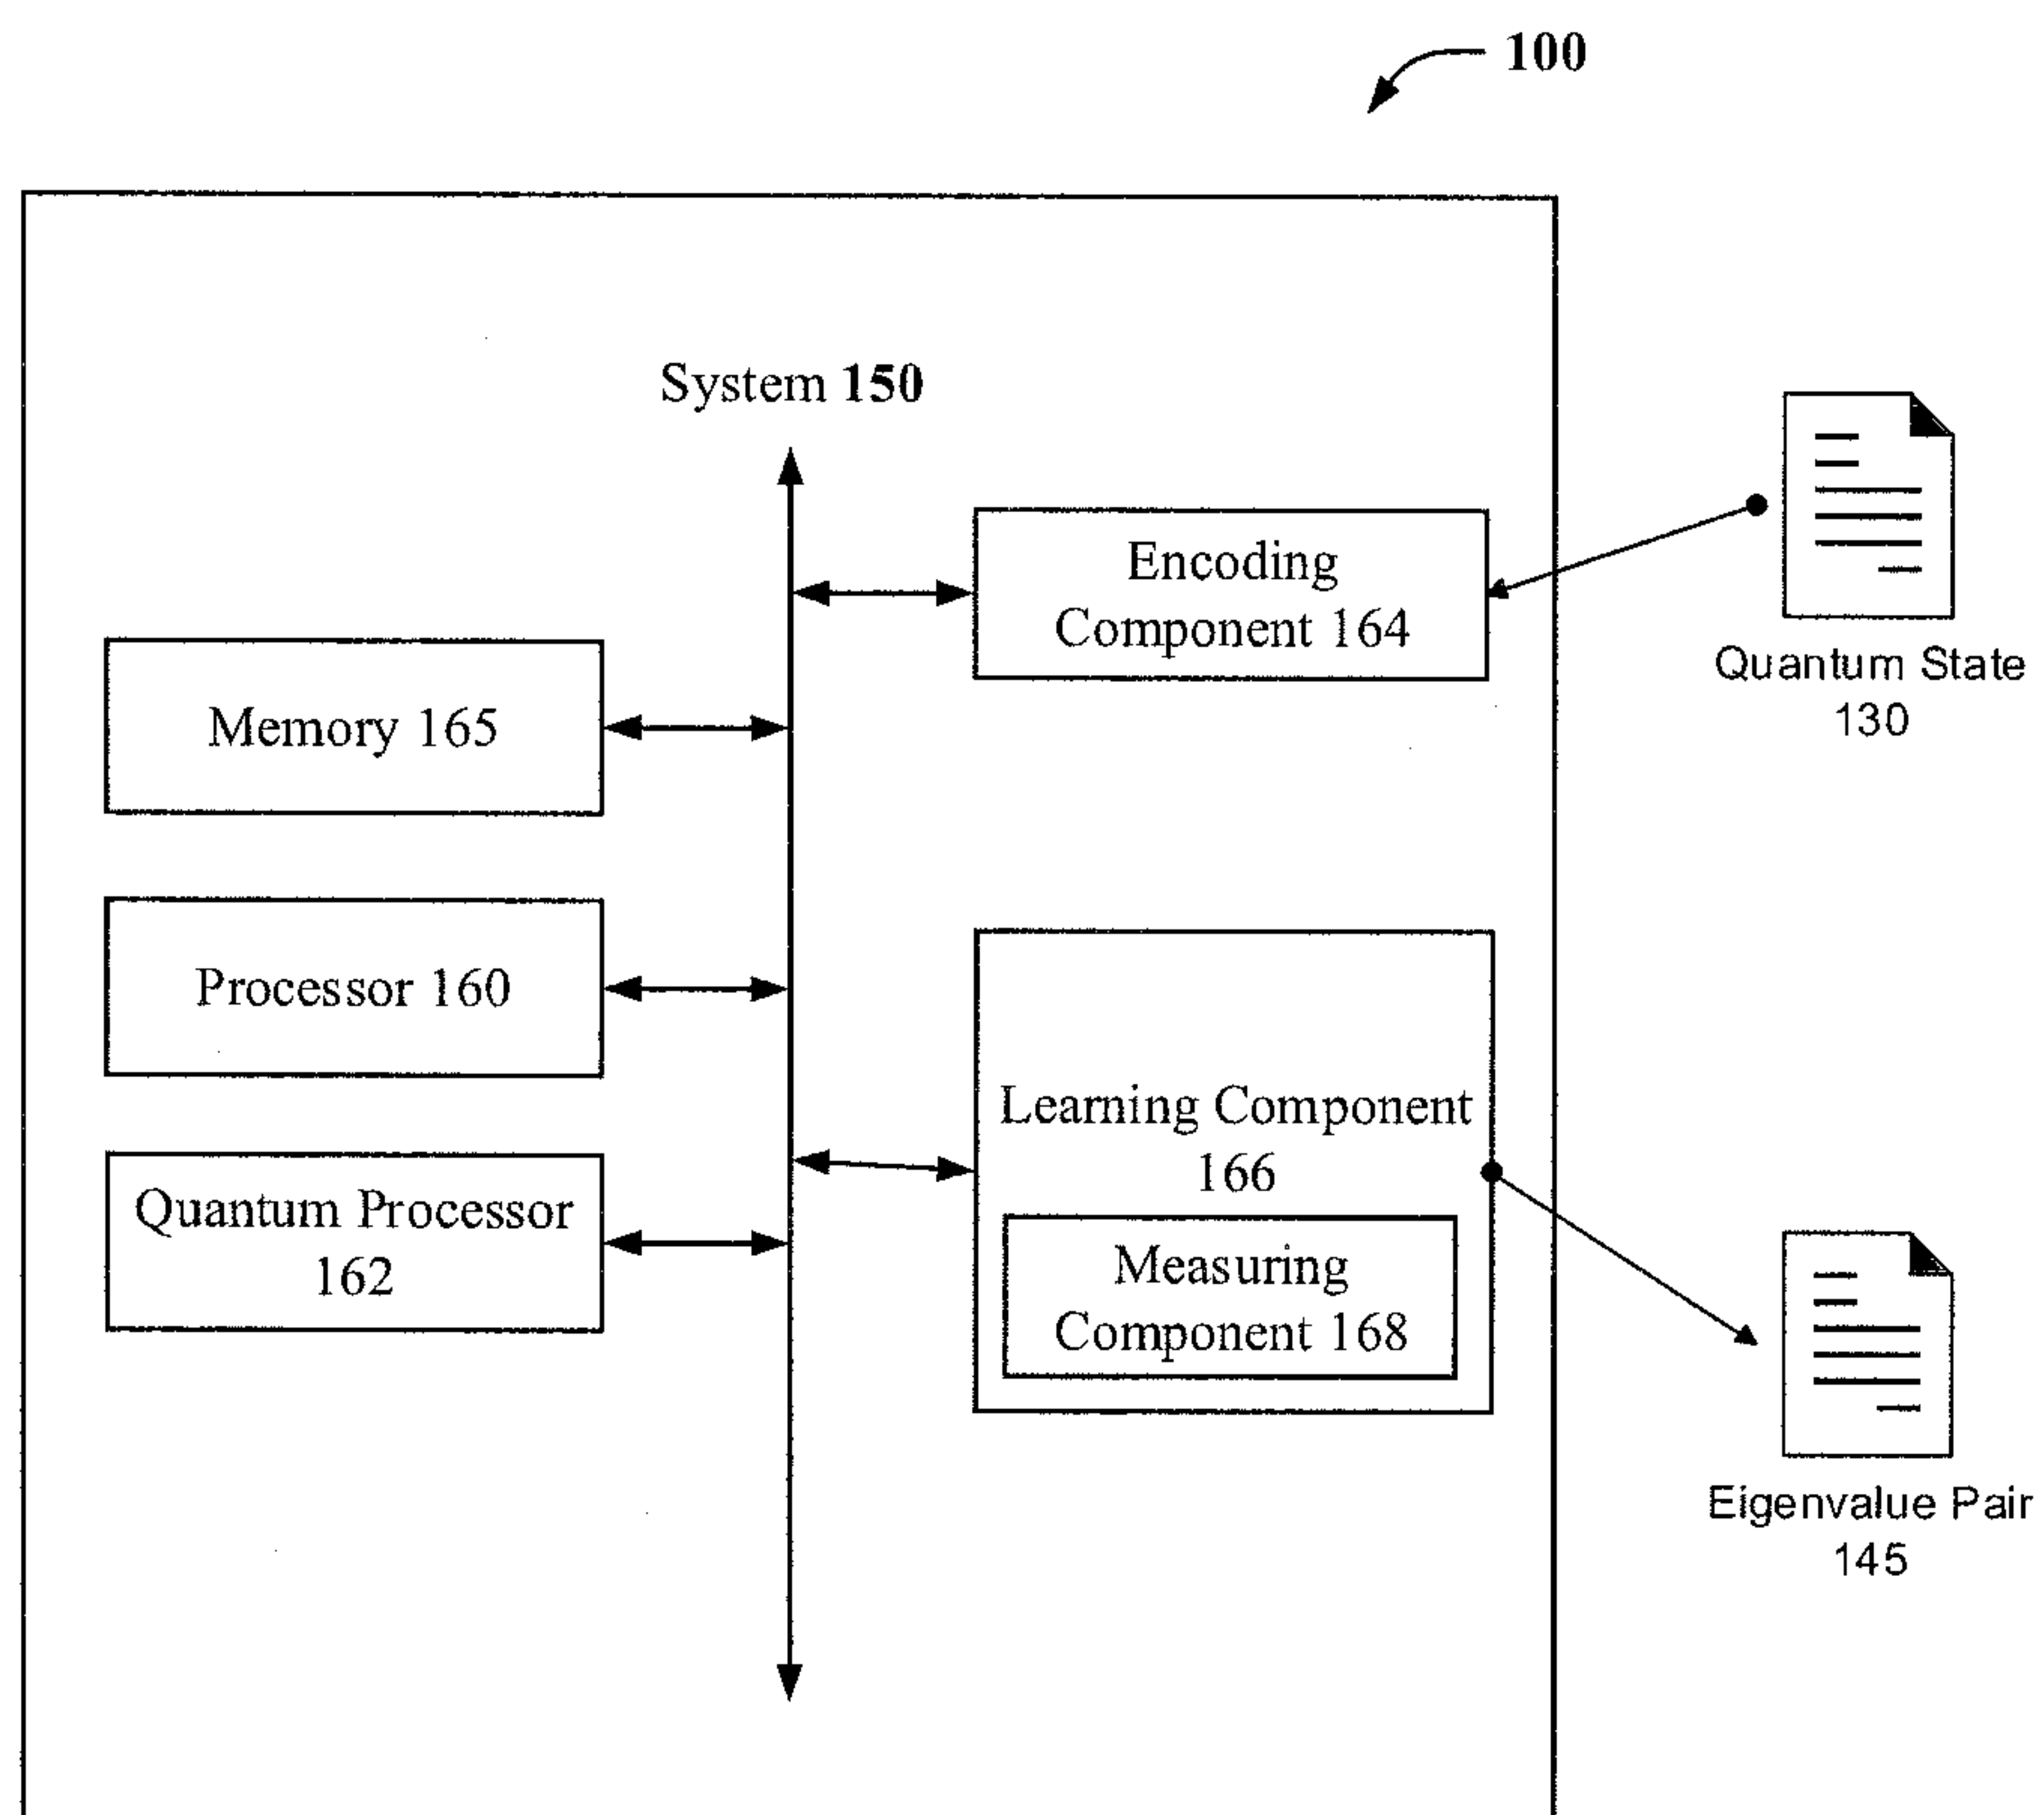 100
System 150
Encoding
Component 164
Quantum State
130
Memory 165
Processor 160
Learning Component
166
Quantum Processor
162
Measuring
Component 168
Eigenvalue Pair
145